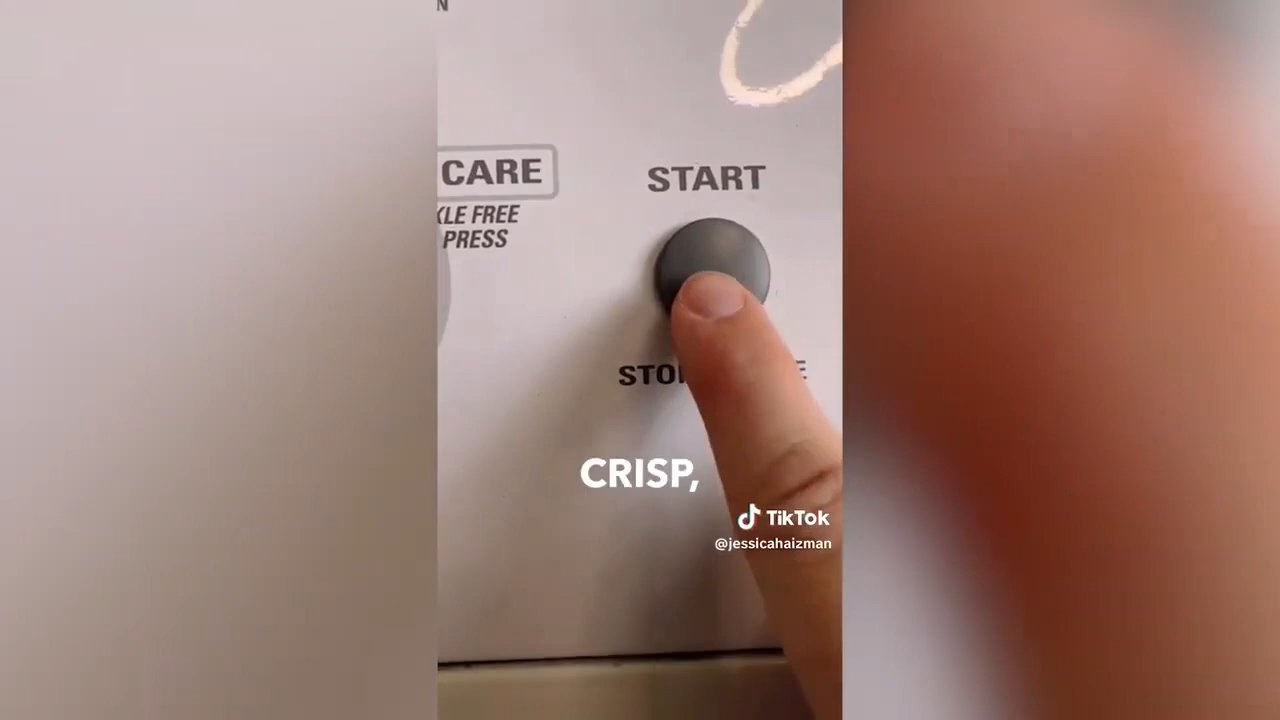 N
CARE
START
KLE FREE
PRESS
CRISP,
TikTok
@jessicahaizman